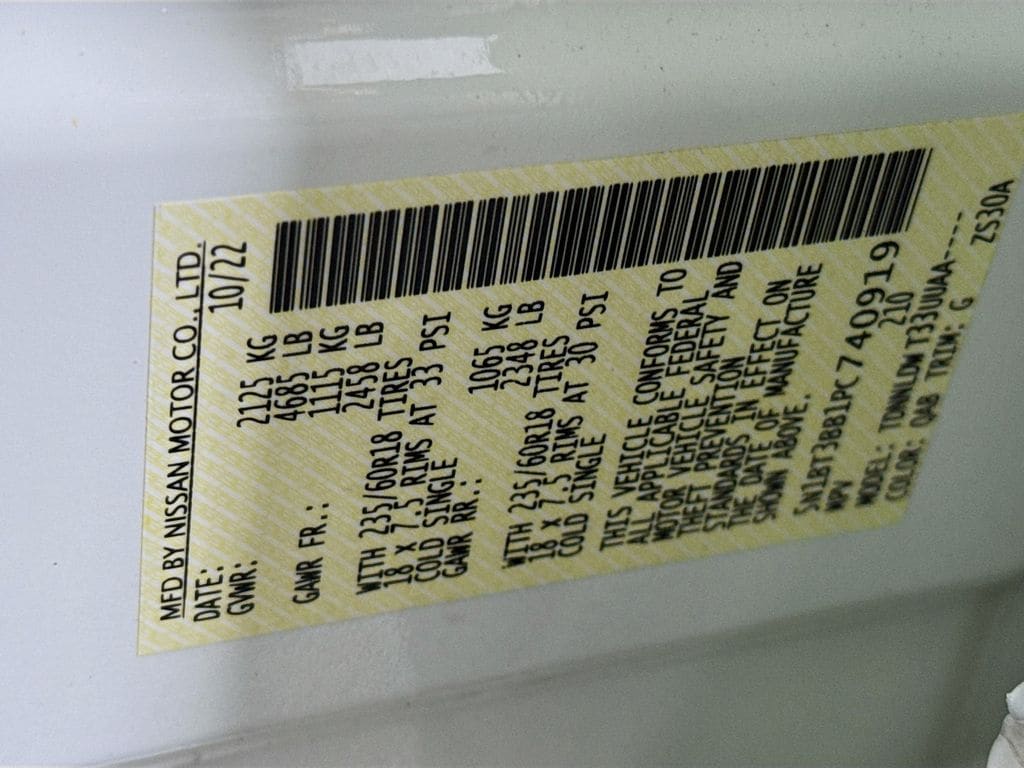 MFD BY NISSAN MOTOR CO., LTD.
DATE: 10/22
GVWR: 2125 KG
4685 LB
GAWR FR.: 1115 KG
2458 LB
WITH 235/60R18 TIRES
18 X 7.5 RIMS AT 33 PSI
COLD SINGLE
GAWR RR.: 1065 KG
2348 LB
WITH 235/60R18 TIRES
18 X 7.5 RIMS AT 30 PSI
COLD SINGLE
THIS VEHICLE CONFORMS TO
ALL APPLICABLE FEDERAL
MOTOR VEHICLE SAFETY AND
THEFT PREVENTION
STANDARDS IN EFFECT ON
THE DATE OF MANUFACTURE
SHOWN ABOVE.
5N1BT3BB1PC740919
MPV 210
MODEL: TDNNLDW T33UUAA----
COLOR: QAB TRIM: G ZS30A